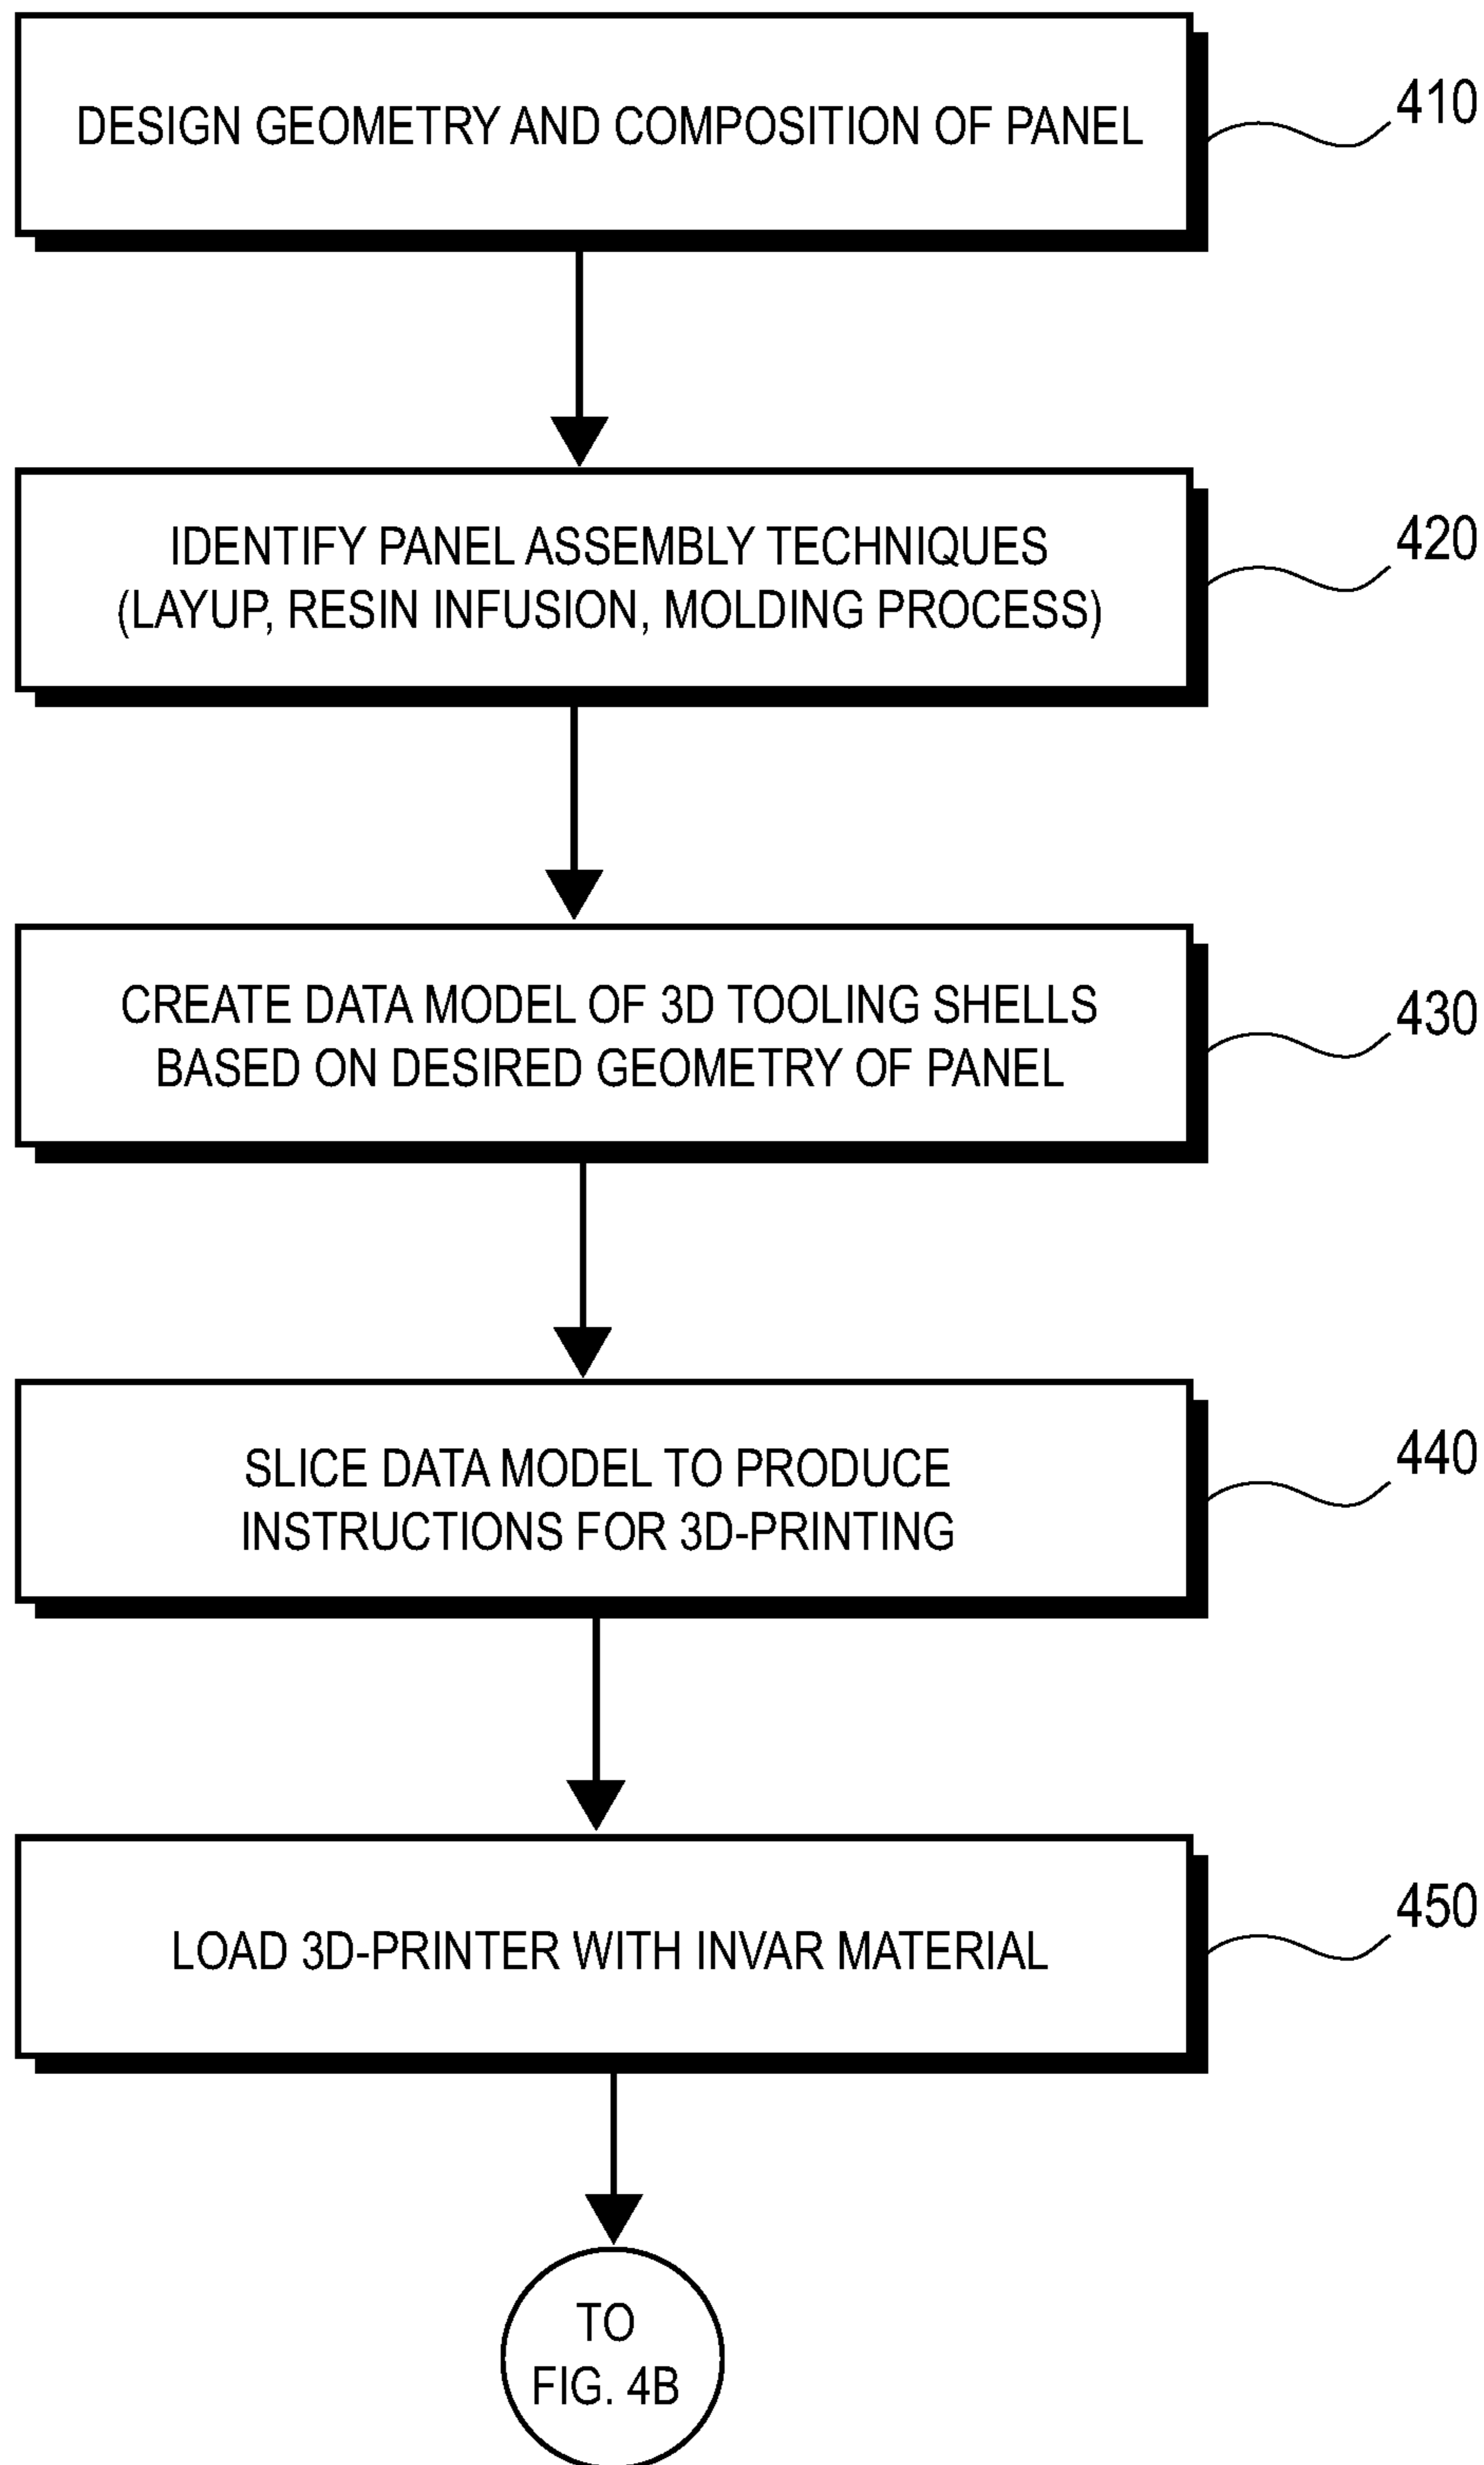 DESIGN GEOMETRY AND COMPOSITION OF PANEL
410
IDENTIFY PANEL ASSEMBLY TECHNIQUES
(LAYUP, RESIN INFUSION, MOLDING PROCESS)
420
CREATE DATA MODEL OF 3D TOOLING SHELLS
BASED ON DESIRED GEOMETRY OF PANEL
430
SLICE DATA MODEL TO PRODUCE
INSTRUCTIONS FOR 3D-PRINTING
440
LOAD 3D-PRINTER WITH INVAR MATERIAL
450
TO
FIG. 4B